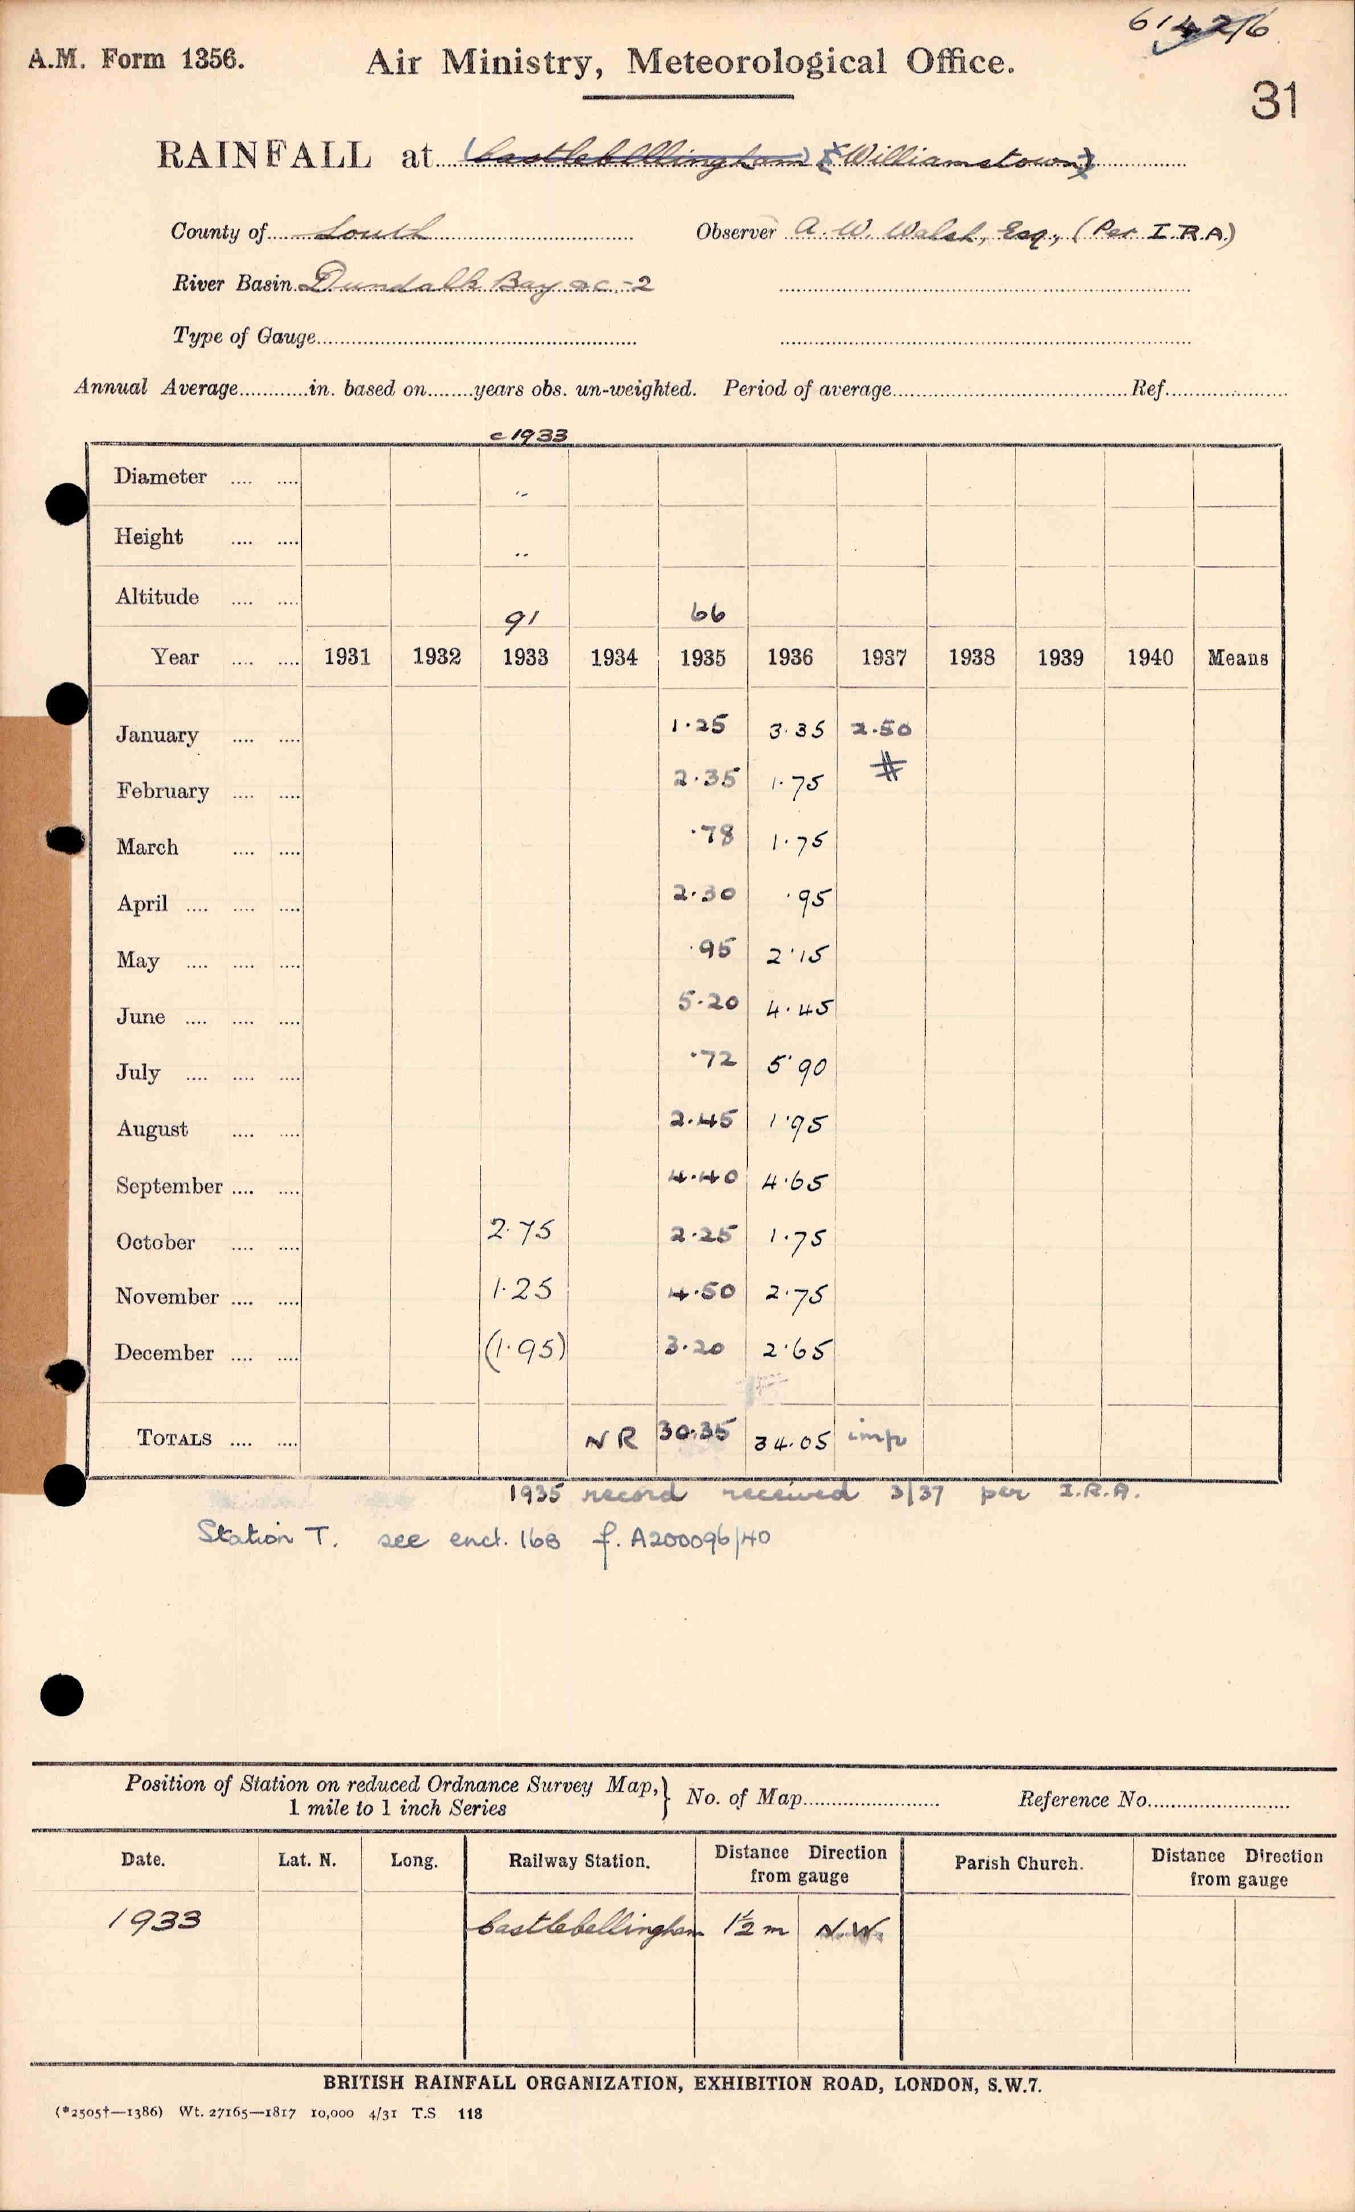 61426
A.M. Form 1356. Air Ministry, Meteorological Office.
31
RAINFALL at (Castlebellingham) (Williamstown)
County of Louth Observer A. W. Walsh, Esq., (Per I.R.A.)
River Basin Dundalk Bay &c -2
Type of Gauge
Annual Average in. based on years obs. un-weighted. Period of average Ref.
c1933
Diameter .... .... "
Height .... .... "
Altitude .... .... 91 66
Year .... .... 1931 1932 1933 1934 1935 1936 1937 1938 1939 1940 Means
January .... .... 1.25 3.35 2.50
#
February .... .... 2.35 1.75
March .... .... .78 1.75
April .... .... .... 2.30 .95
May .... .... .... .95 2.15
June .... .... .... 5.20 4.45
July .... .... .... .72 5.90
August .... .... 2.45 1.95
September .... .... 4.40 4.65
October .... .... 2.75 2.25 1.75
November .... .... 1.25 4.50 2.75
December .... .... (1.95) 3.20 2.65
TOTALS .... .... NR 30.35 34.05 imp
1935 record received 3/37 per I.R.A.
Station T. see encl. 16B f. A200096/40
Position of Station on reduced Ordnance Survey Map,} No. of Map Reference No.
1 mile to 1 inch Series
Date. Lat. N. Long. Railway Station. Distance Direction from gauge Parish Church. Distance Direction from gauge
1933 Castlebellingham 1½ m N.W.
BRITISH RAINFALL ORGANIZATION, EXHIBITION ROAD, LONDON, S.W.7.
(*2505†—1386) Wt. 27165—1817 10,000 4/31 T.S 118